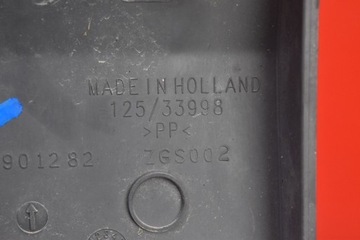 MADE IN HOLLAND
125/33998
>PP<
901282 ZGS002